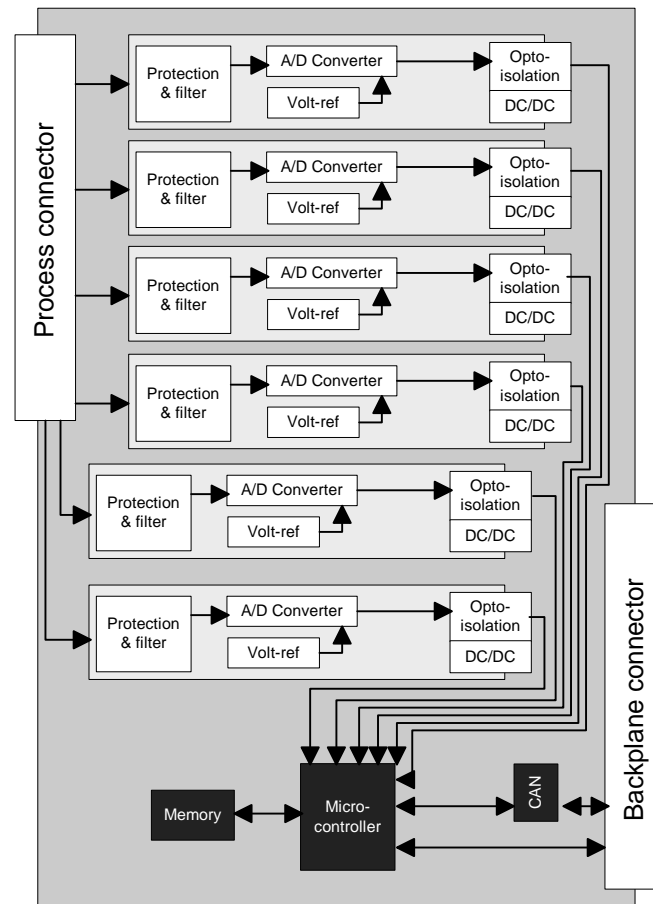 Process connector
Protection
& filter
A/D Converter
Volt-ref
Opto-
isolation
DC/DC
Protection
& filter
A/D Converter
Volt-ref
Opto-
isolation
DC/DC
Protection
& filter
A/D Converter
Volt-ref
Opto-
isolation
DC/DC
Protection
& filter
A/D Converter
Volt-ref
Opto-
isolation
DC/DC
Protection
& filter
A/D Converter
Volt-ref
Opto-
isolation
DC/DC
Protection
& filter
A/D Converter
Volt-ref
Opto-
isolation
DC/DC
Memory
Micro-
controller
CAN
Backplane connector